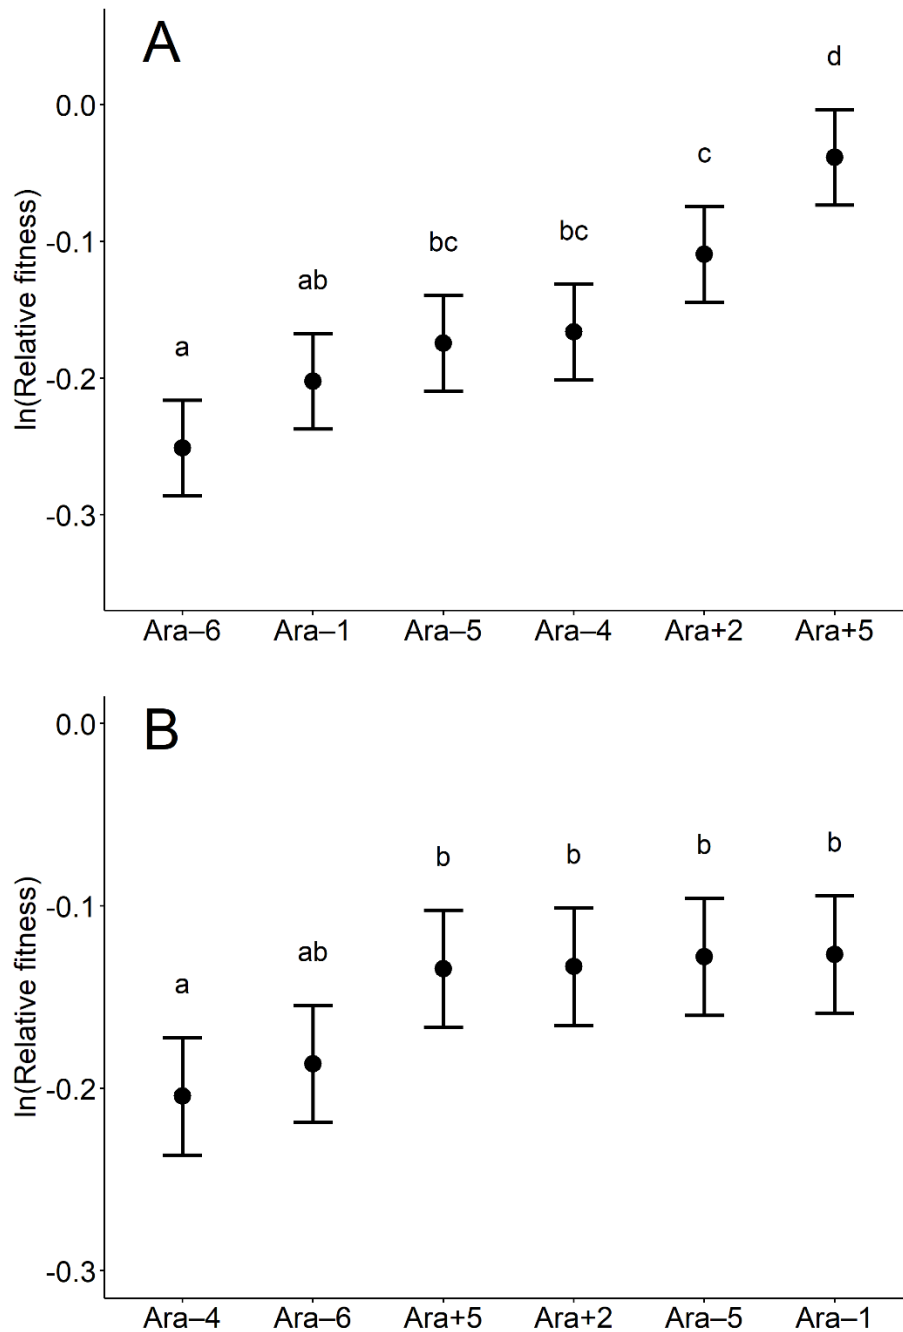 A
d
0.0
c
-0.1
bc
bc
ab
a
-0.2
-0.3
ln(Relative fitness)
Ara–6 Ara–1 Ara–5 Ara–4 Ara+2 Ara+5
B
0.0
b
b
b
b
-0.1
ab
a
-0.2
-0.3
ln(Relative fitness)
Ara–4 Ara–6 Ara+5 Ara+2 Ara–5 Ara–1